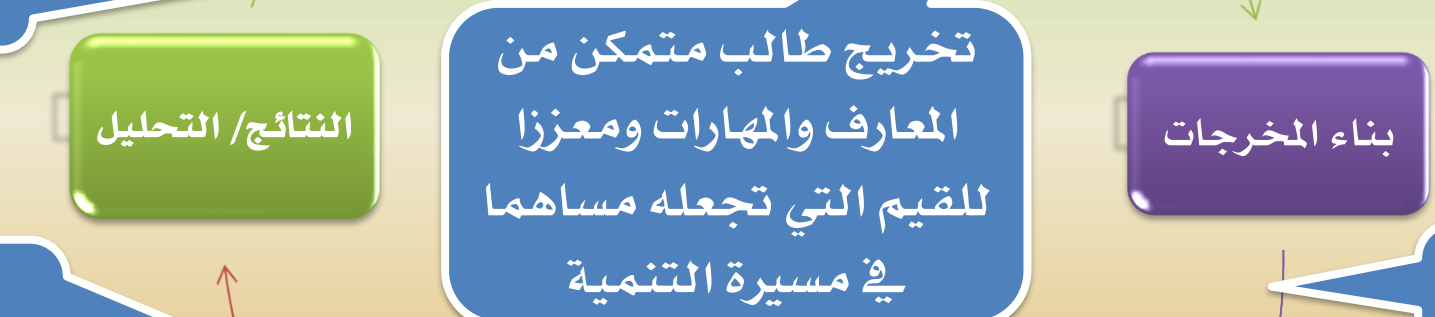 بناء المخرجات
تخريج طالب متمكن من
المعارف والمهارات ومعززا
للقيم التي تجعله مساهما
في مسيرة التنمية
النتائج/ التحليل